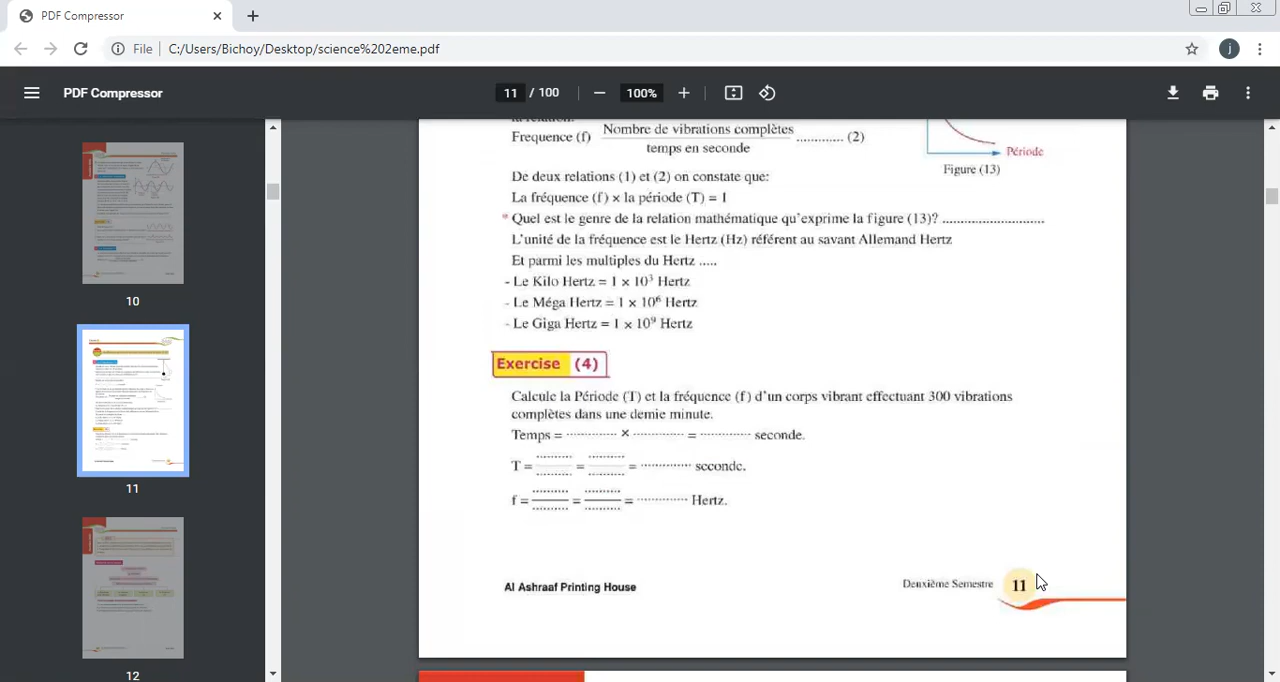 PDF Compressor
File C:/Users/Bichoy/Desktop/science%202eme.pdf
j
PDF Compressor
11 / 100
100%
10
11
12
Frequence (f) Nombre de vibrations complètes ............ (2)
temps en seconde
Période
Figure (13)
De deux relations (1) et (2) on constate que:
La fréquence (f) x la période (T) = 1
* Quel est le genre de la relation mathématique qu'exprime la figure (13)? ..........................
L'unité de la fréquence est le Hertz (Hz) référent au savant Allemand Hertz
Et parmi les multiples du Hertz .....
- Le Kilo Hertz = 1 x 10³ Hertz
- Le Méga Hertz = 1 x 10⁶ Hertz
- Le Giga Hertz = 1 x 10⁹ Hertz
Exercise (4)
Calcule la Période (T) et la fréquence (f) d'un corps vibrant effectuant 300 vibrations
complètes dans une demie minute.
Temps = ............. × ............. = ............. seconde.
T = .......... = .......... = ............. seconde.
f = .......... = .......... = ............. Hertz.
Al Ashraaf Printing House
Deuxième Semestre 11